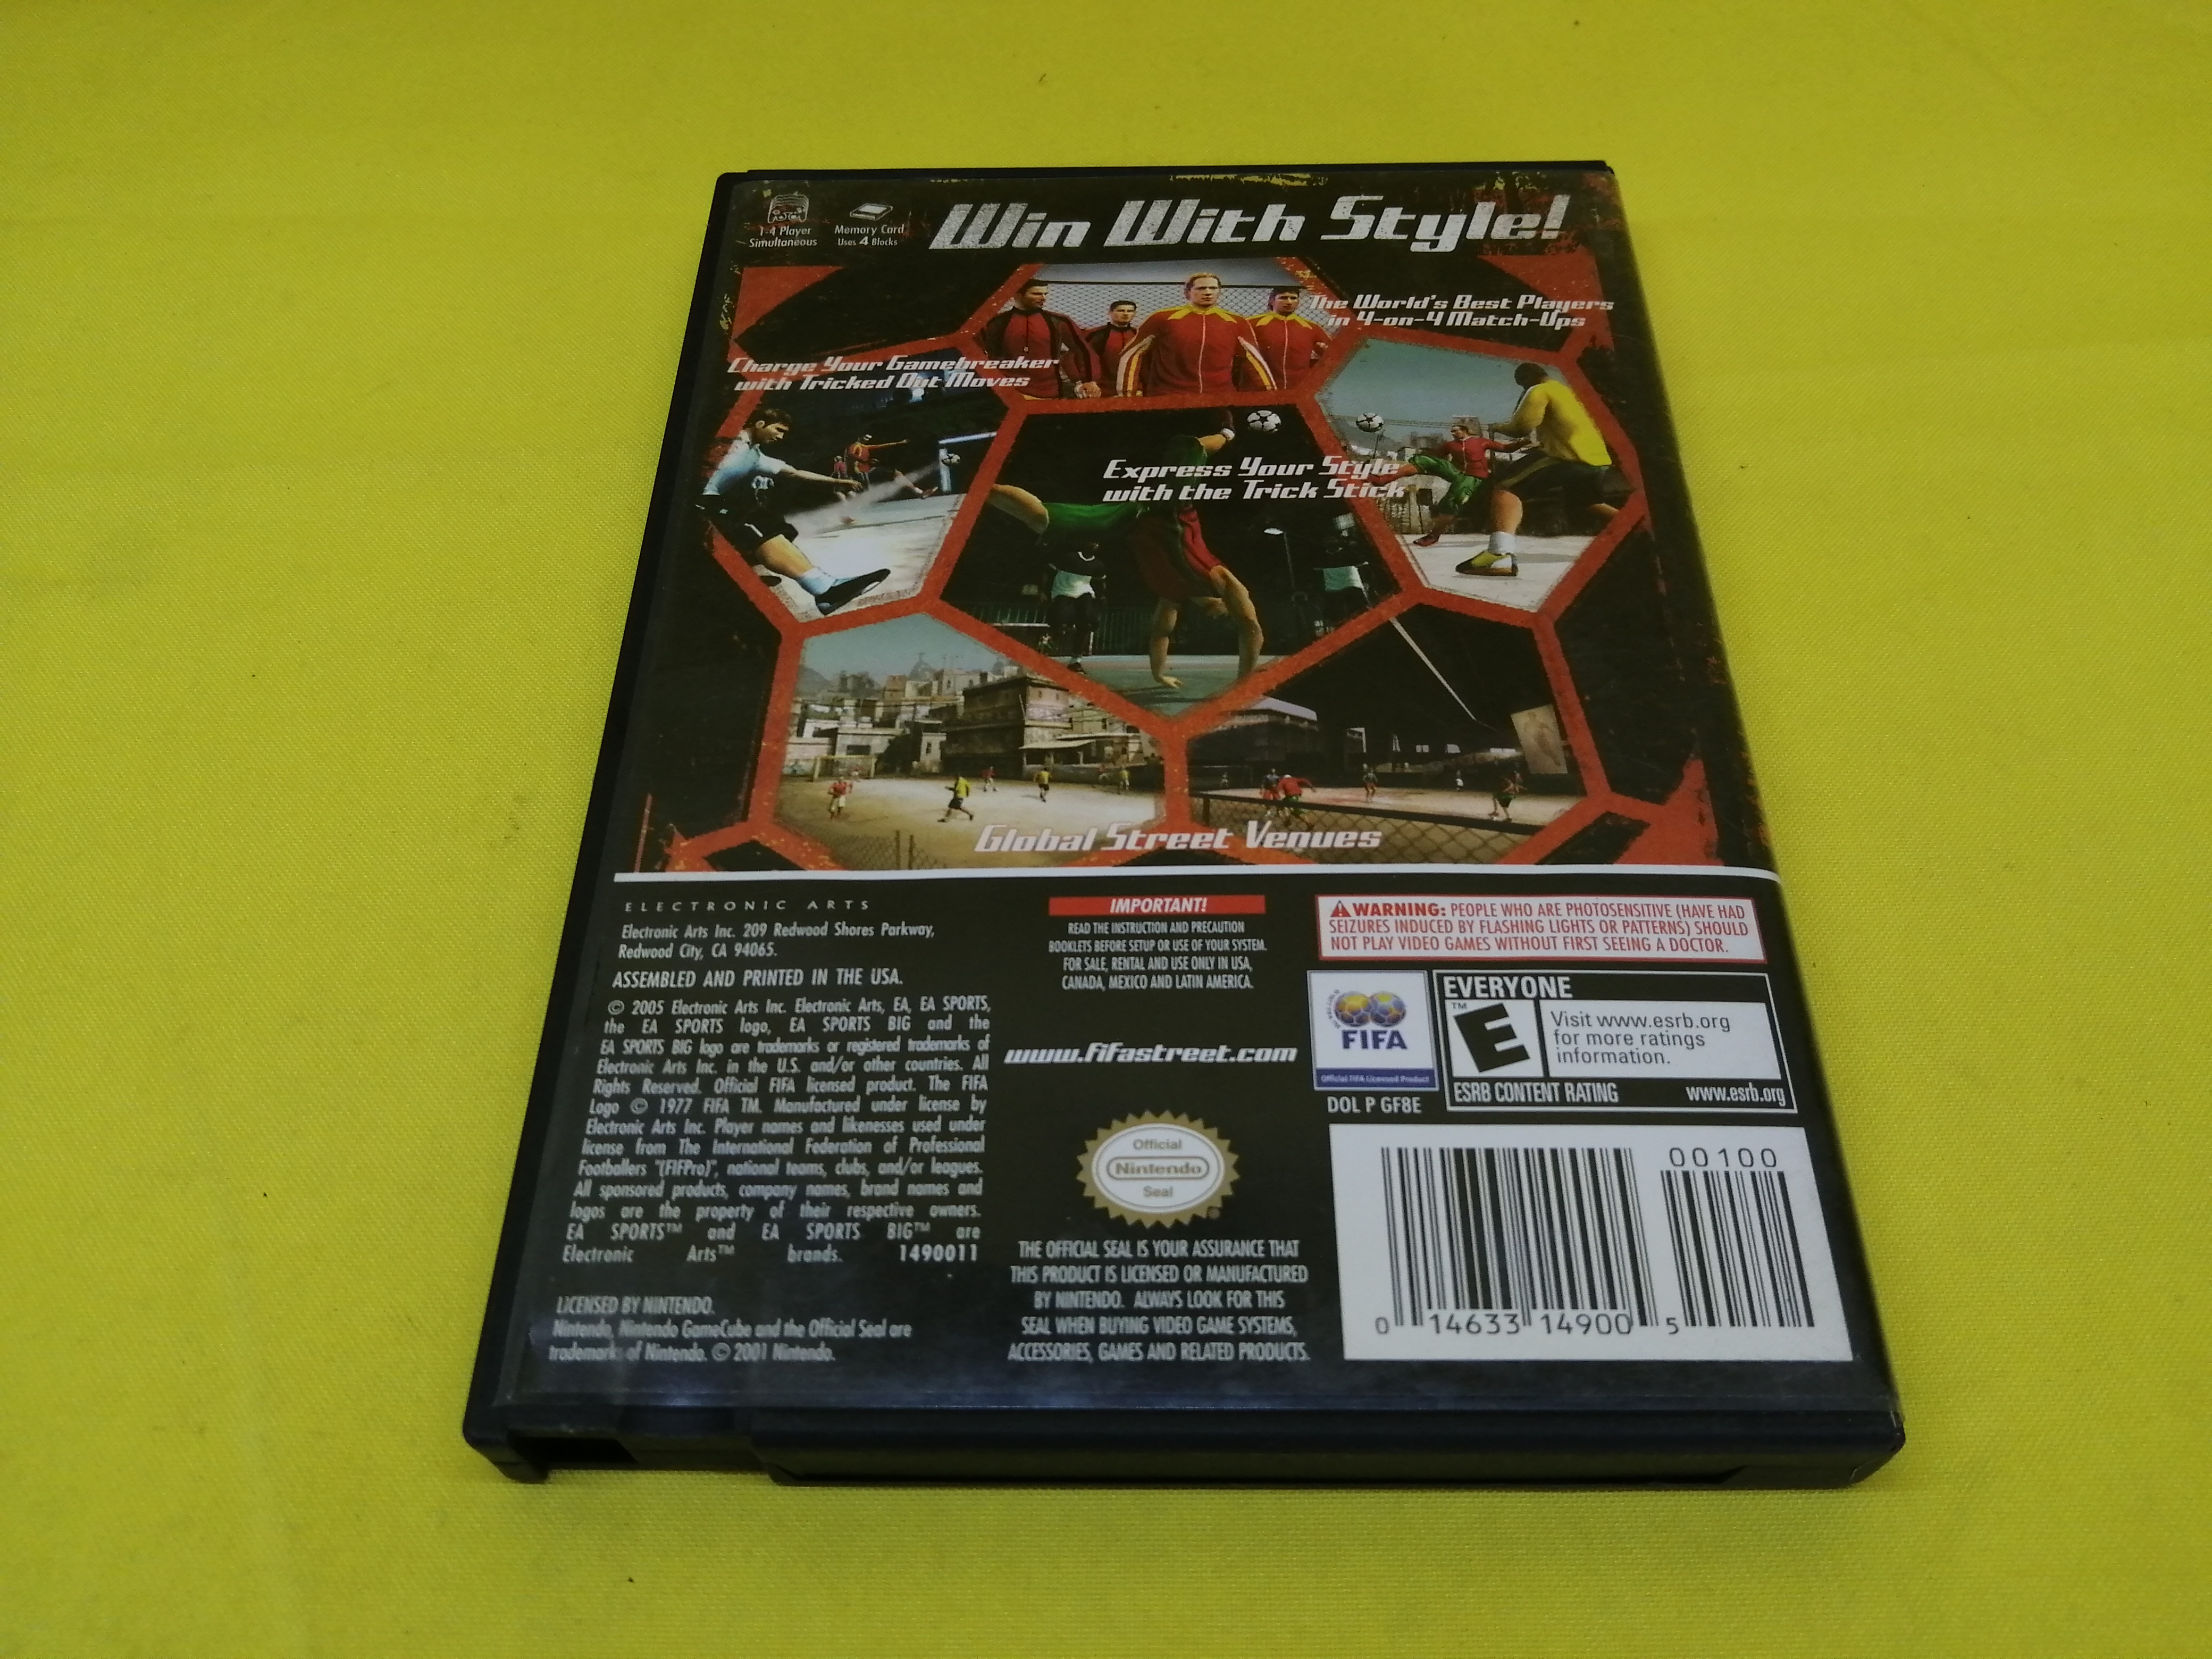 1-4 Player
Simultaneous
Memory Card
Uses 4 Blocks
Win With Style!
The World's Best Players
in 4-on-4 Match-Ups
Charge Your Gamebreaker
with Tricked Out Moves
Express Your Style
with the Trick Stick
Global Street Venues
ELECTRONIC ARTS
Electronic Arts Inc. 209 Redwood Shores Parkway,
Redwood City, CA 94065.
ASSEMBLED AND PRINTED IN THE USA.
© 2005 Electronic Arts Inc. Electronic Arts, EA, EA SPORTS,
the EA SPORTS logo, EA SPORTS BIG and the
EA SPORTS BIG logo are trademarks or registered trademarks of
Electronic Arts Inc. in the U.S. and/or other countries. All
Rights Reserved. Official FIFA licensed product. The FIFA
Logo © 1977 FIFA TM. Manufactured under license by
Electronic Arts Inc. Player names and likenesses used under
license from The International Federation of Professional
Footballers "(FIFPro)", national teams, clubs, and/or leagues.
All sponsored products, company names, brand names and
logos are the property of their respective owners.
EA SPORTS™ and EA SPORTS BIG™ are
Electronic Arts™ brands. 1490011
LICENSED BY NINTENDO.
Nintendo, Nintendo GameCube and the Official Seal are
trademarks of Nintendo. © 2001 Nintendo.
IMPORTANT!
READ THE INSTRUCTION AND PRECAUTION
BOOKLETS BEFORE SETUP OR USE OF YOUR SYSTEM.
FOR SALE, RENTAL AND USE ONLY IN USA,
CANADA, MEXICO AND LATIN AMERICA.
www.fifastreet.com
Official
Nintendo
Seal
THE OFFICIAL SEAL IS YOUR ASSURANCE THAT
THIS PRODUCT IS LICENSED OR MANUFACTURED
BY NINTENDO. ALWAYS LOOK FOR THIS
SEAL WHEN BUYING VIDEO GAME SYSTEMS,
ACCESSORIES, GAMES AND RELATED PRODUCTS.
WARNING: PEOPLE WHO ARE PHOTOSENSITIVE (HAVE HAD
SEIZURES INDUCED BY FLASHING LIGHTS OR PATTERNS) SHOULD
NOT PLAY VIDEO GAMES WITHOUT FIRST SEEING A DOCTOR.
FIFA
Official FIFA Licensed Product
DOL P GF8E
EVERYONE
™
E
Visit www.esrb.org
for more ratings
information.
ESRB CONTENT RATING www.esrb.org
00100
0 14633 14900 5